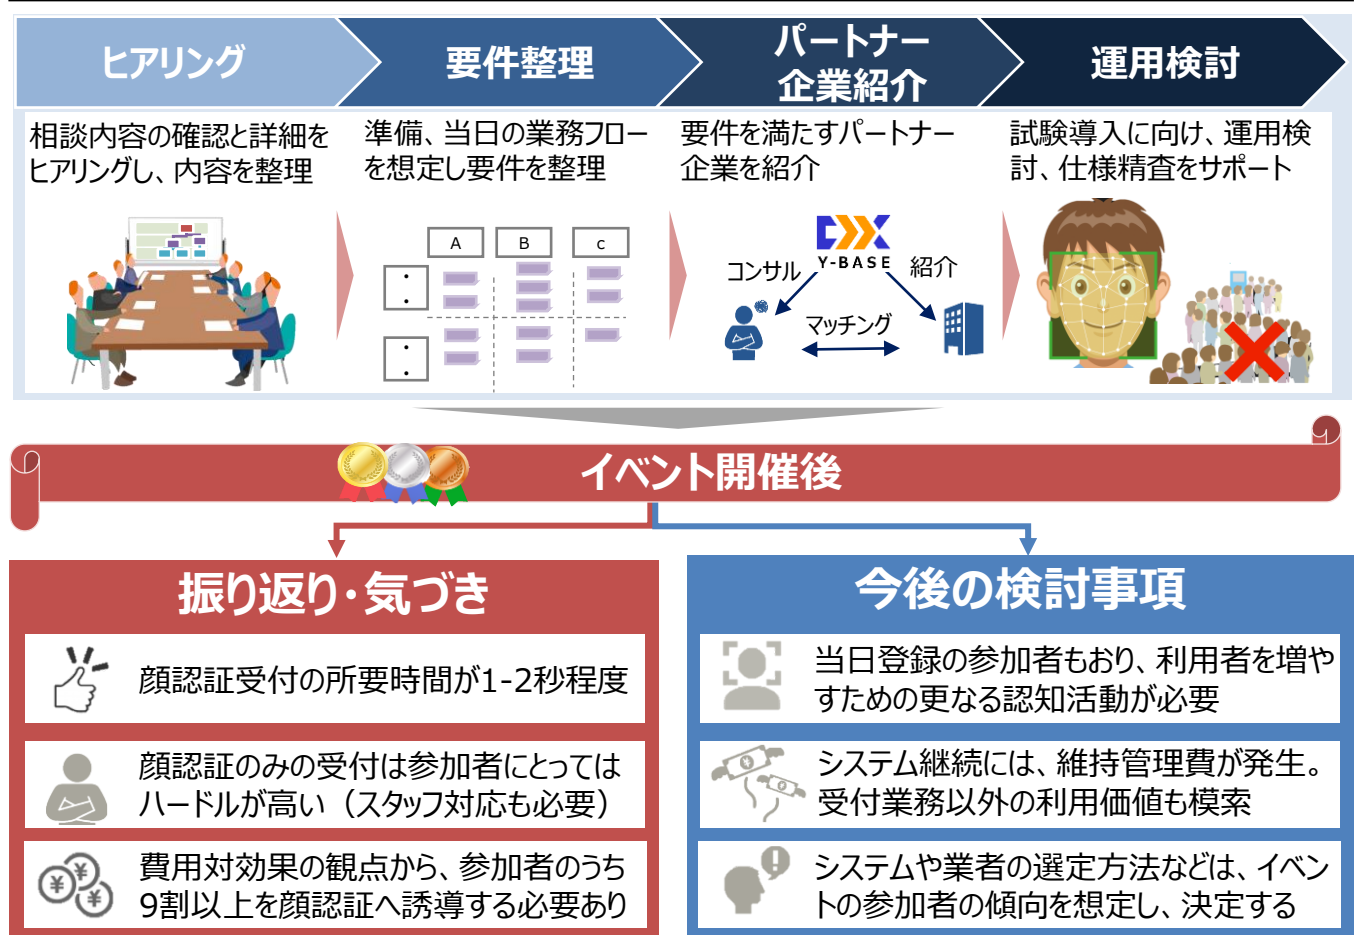 ヒアリング
要件整理
パートナー
企業紹介
運用検討
相談内容の確認と詳細を
ヒアリングし、内容を整理
準備、当日の業務フロー
を想定し要件を整理
要件を満たすパートナー
企業を紹介
試験導入に向け、運用検
討、仕様精査をサポート
A
B
c
Y-BASE
コンサル
紹介
マッチング
イベント開催後
振り返り・気づき
顔認証受付の所要時間が1-2秒程度
顔認証のみの受付は参加者にとっては
ハードルが高い（スタッフ対応も必要）
費用対効果の観点から、参加者のうち
9割以上を顔認証へ誘導する必要あり
今後の検討事項
当日登録の参加者もおり、利用者を増や
すための更なる認知活動が必要
システム継続には、維持管理費が発生。
受付業務以外の利用価値も模索
システムや業者の選定方法などは、イベン
トの参加者の傾向を想定し、決定する